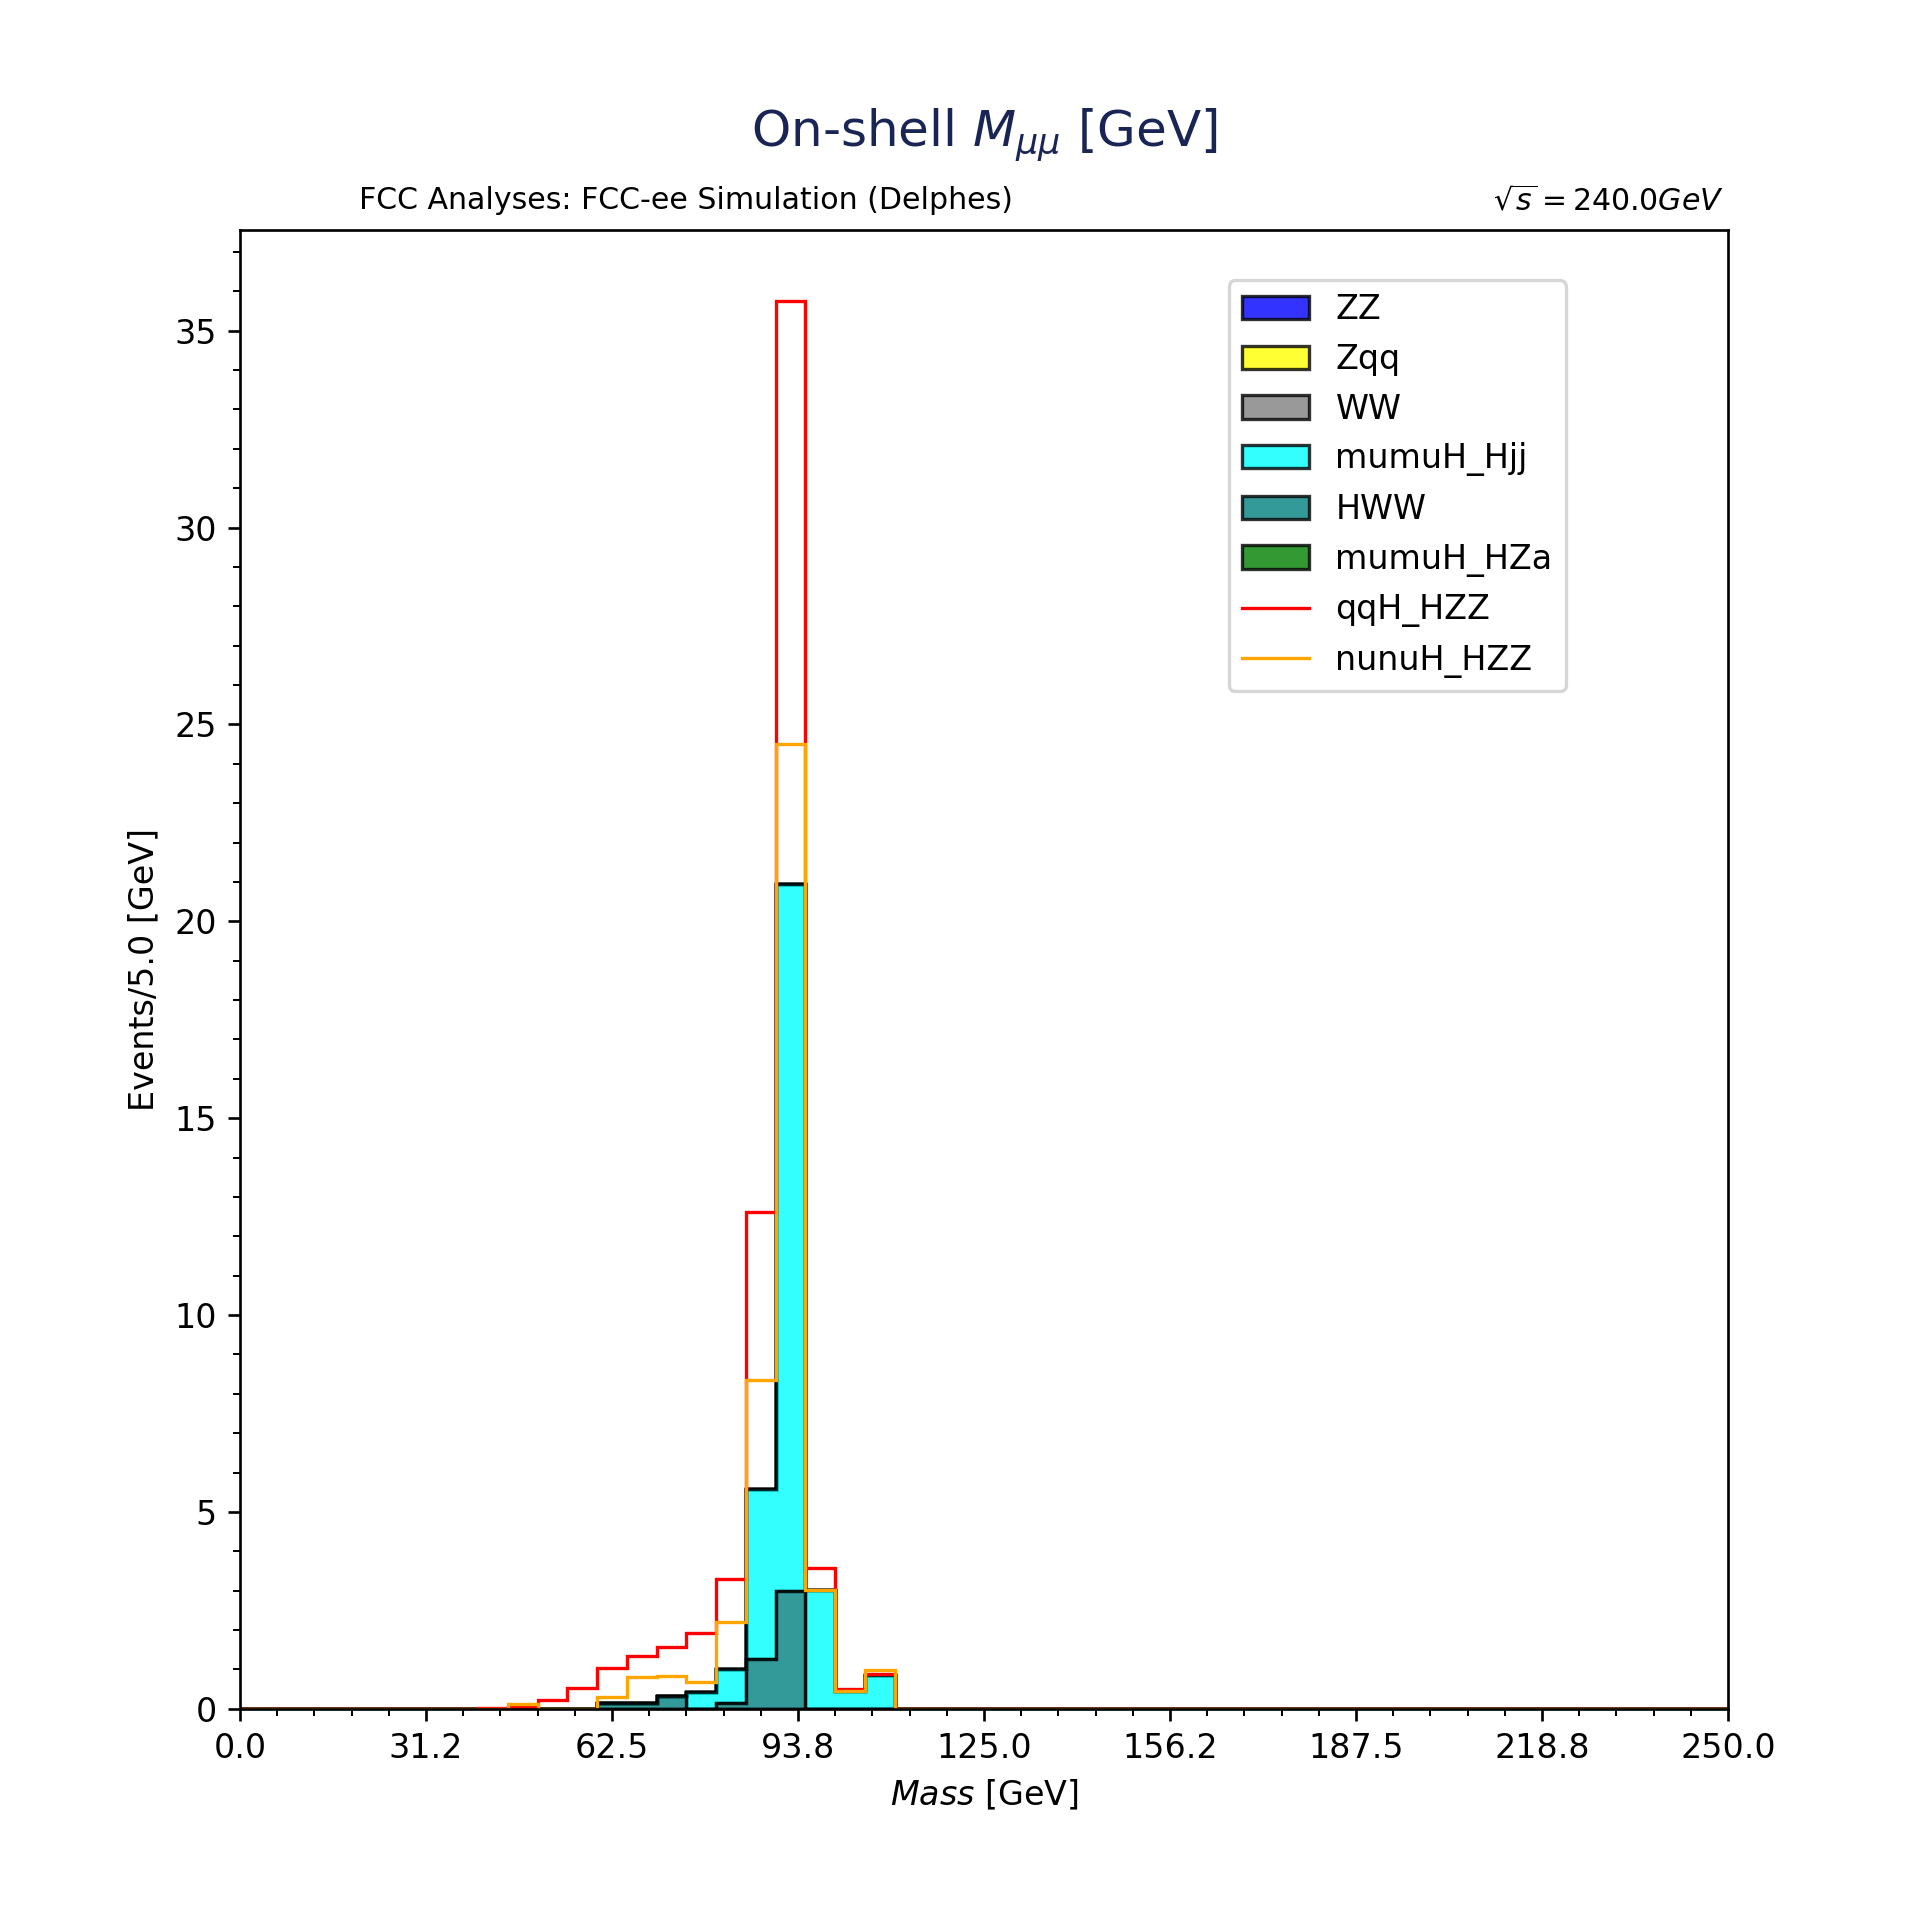 On-shell $M_{\mu\mu}$ [GeV]
FCC Analyses: FCC-ee Simulation (Delphes)
$\sqrt{s} = 240.0 GeV$
ZZ
Zqq
WW
mumuH_Hjj
HWW
mumuH_HZa
qqH_HZZ
nunuH_HZZ
Events/5.0 [GeV]
35
30
25
20
15
10
5
0
0.0 31.2 62.5 93.8 125.0 156.2 187.5 218.8 250.0
Mass [GeV]